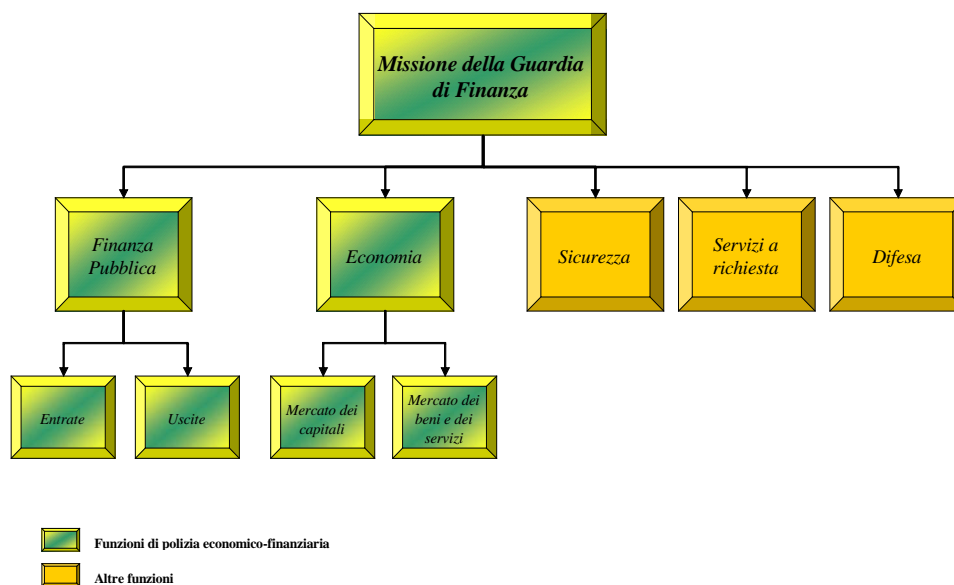 Missione della Guardia
di Finanza
Finanza
Pubblica
Economia
Sicurezza
Servizi a
richiesta
Difesa
Entrate
Uscite
Mercato dei
capitali
Mercato dei
beni e dei
servizi
Funzioni di polizia economico-finanziaria
Altre funzioni